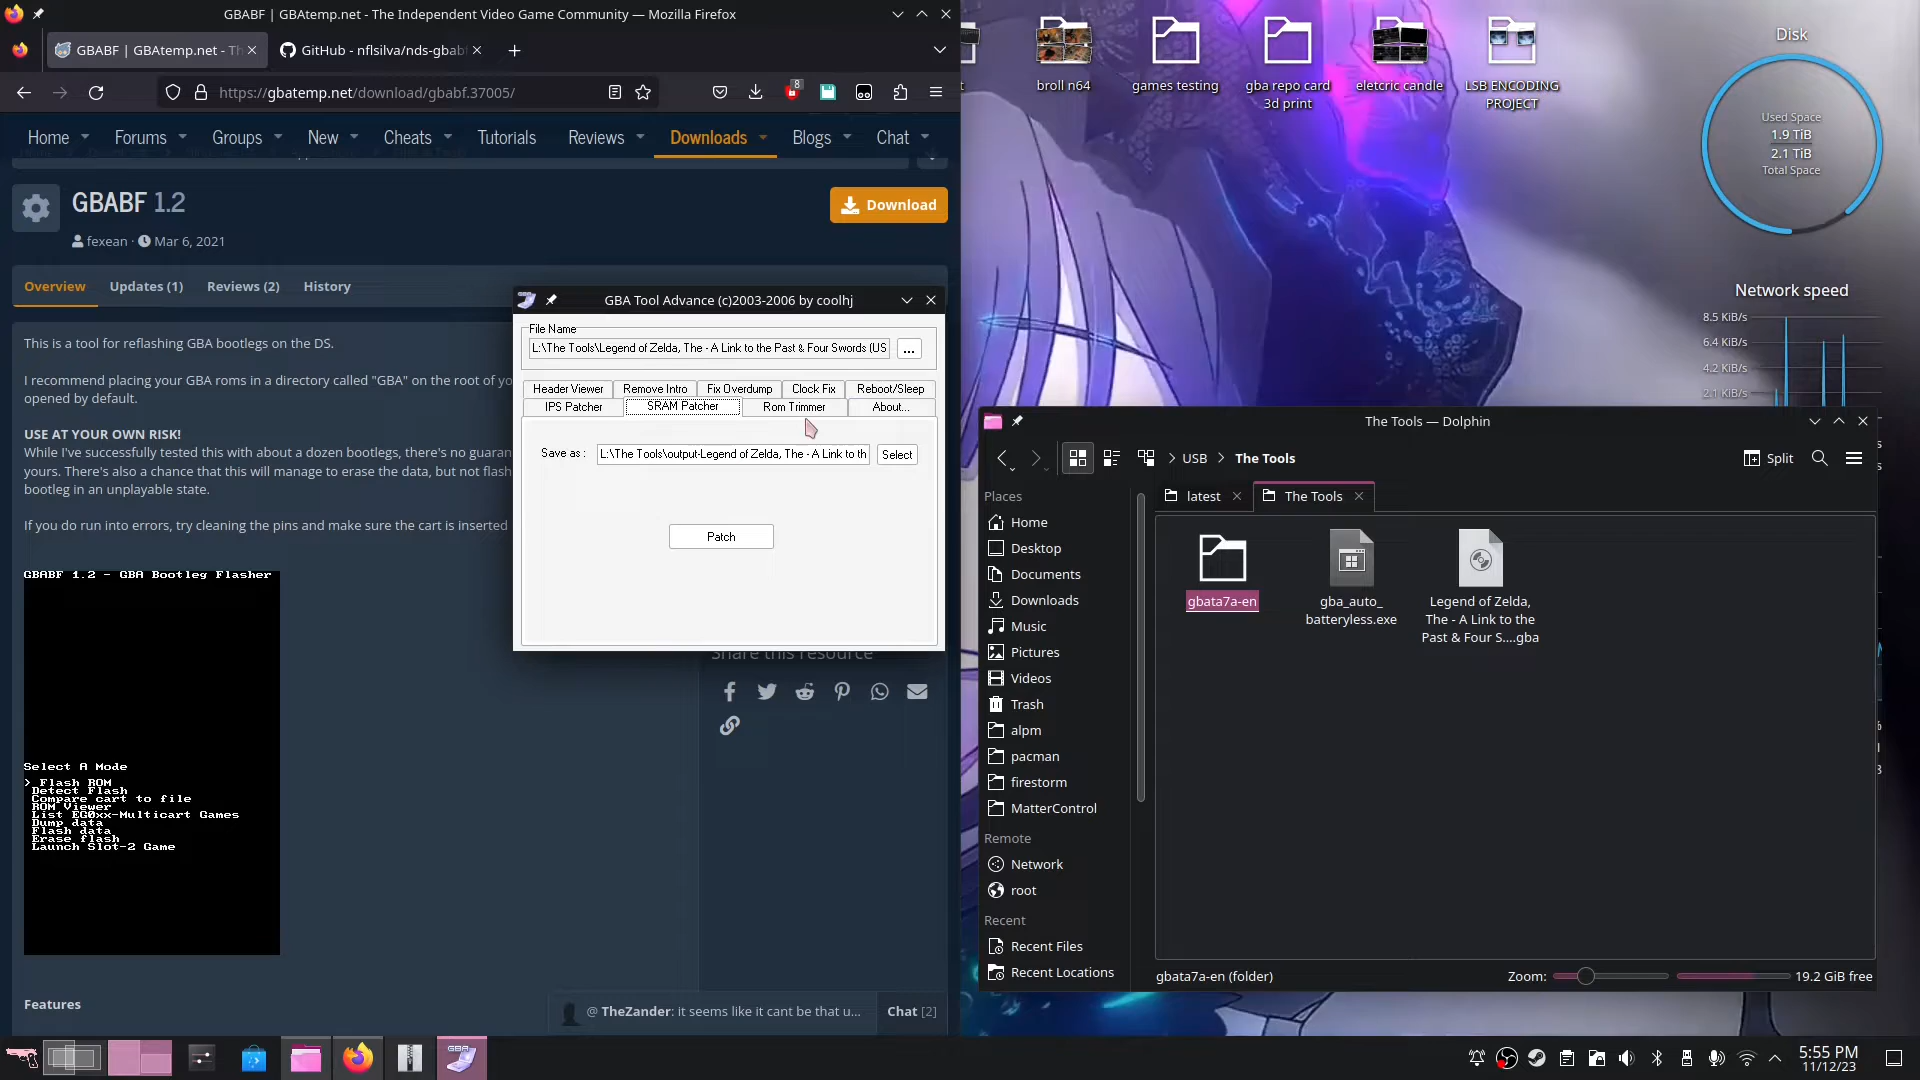 GBABF | GBAtemp.net - The Independent Video Game Community — Mozilla Firefox
GBABF | GBAtemp.net - Th
GitHub - nflsilva/nds-gbabf
https://gbatemp.net/download/gbabf.37005/
8
Home
Forums
Groups
New
Cheats
Tutorials
Reviews
Downloads
Blogs
Chat
GBABF 1.2
Download
fexean · Mar 6, 2021
Overview
Updates (1)
Reviews (2)
History
This is a tool for reflashing GBA bootlegs on the DS.
I recommend placing your GBA roms in a directory called "GBA" on the root of yo
opened by default.
USE AT YOUR OWN RISK!
While I've successfully tested this with about a dozen bootlegs, there's no guaran
yours. There's also a chance that this will manage to erase the data, but not flash
bootleg in an unplayable state.
If you do run into errors, try cleaning the pins and make sure the cart is inserted
GBABF 1.2 - GBA Bootleg Flasher
Select A Mode
> Flash ROM
Detect Flash
Compare cart to file
ROM Viewer
List EG0xx-Multicart Games
Dump data
Flash data
Erase flash
Launch Slot-2 Game
Features
Share this resource
@ TheZander: it seems like it cant be that u...
Chat [2]
GBA Tool Advance (c)2003-2006 by coolhj
File Name
L:\The Tools\Legend of Zelda, The - A Link to the Past & Four Swords (US
...
Header Viewer
Remove Intro
Fix Overdump
Clock Fix
Reboot/Sleep
IPS Patcher
SRAM Patcher
Rom Trimmer
About...
Save as :
L:\The Tools\output-Legend of Zelda, The - A Link to th
Select
Patch
broll n64
games testing
gba repo card
3d print
eletcric candle
LSB ENCODING
PROJECT
Disk
Used Space
1.9 TiB
2.1 TiB
Total Space
Network speed
8.5 KiB/s
6.4 KiB/s
4.2 KiB/s
2.1 KiB/s
The Tools — Dolphin
USB
The Tools
Split
latest
The Tools
Places
Home
Desktop
Documents
Downloads
Music
Pictures
Videos
Trash
alpm
pacman
firestorm
MatterControl
Remote
Network
root
Recent
Recent Files
Recent Locations
gbata7a-en
gba_auto_
batteryless.exe
Legend of Zelda,
The - A Link to the
Past & Four S....gba
gbata7a-en (folder)
Zoom:
19.2 GiB free
GBA
5:55 PM
11/12/23